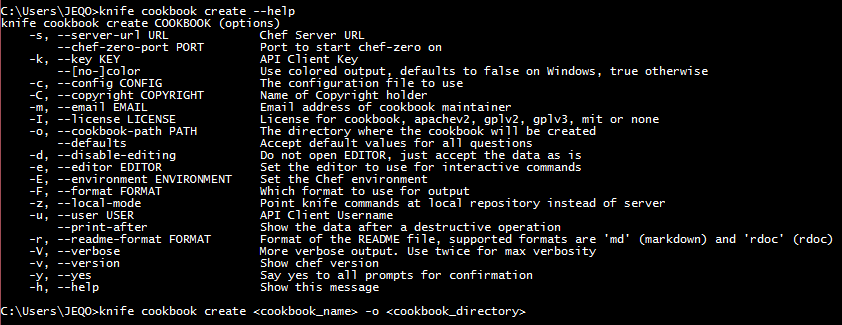 C:\Users\JEQO>knife cookbook create --help
knife cookbook create COOKBOOK (options)
    -s, --server-url URL             Chef Server URL
        --chef-zero-port PORT        Port to start chef-zero on
    -k, --key KEY                    API Client Key
        --[no-]color                 Use colored output, defaults to false on Windows, true otherwise
    -c, --config CONFIG              The configuration file to use
    -C, --copyright COPYRIGHT        Name of Copyright holder
    -m, --email EMAIL                Email address of cookbook maintainer
    -I, --license LICENSE            License for cookbook, apachev2, gplv2, gplv3, mit or none
    -o, --cookbook-path PATH         The directory where the cookbook will be created
        --defaults                   Accept default values for all questions
    -d, --disable-editing            Do not open EDITOR, just accept the data as is
    -e, --editor EDITOR              Set the editor to use for interactive commands
    -E, --environment ENVIRONMENT    Set the Chef environment
    -F, --format FORMAT              Which format to use for output
    -z, --local-mode                 Point knife commands at local repository instead of server
    -u, --user USER                  API Client Username
        --print-after                Show the data after a destructive operation
    -r, --readme-format FORMAT       Format of the README file, supported formats are 'md' (markdown) and 'rdoc' (rdoc)
    -V, --verbose                    More verbose output. Use twice for max verbosity
    -v, --version                    Show chef version
    -y, --yes                        Say yes to all prompts for confirmation
    -h, --help                       Show this message
C:\Users\JEQO>knife cookbook create <cookbook_name> -o <cookbook_directory>